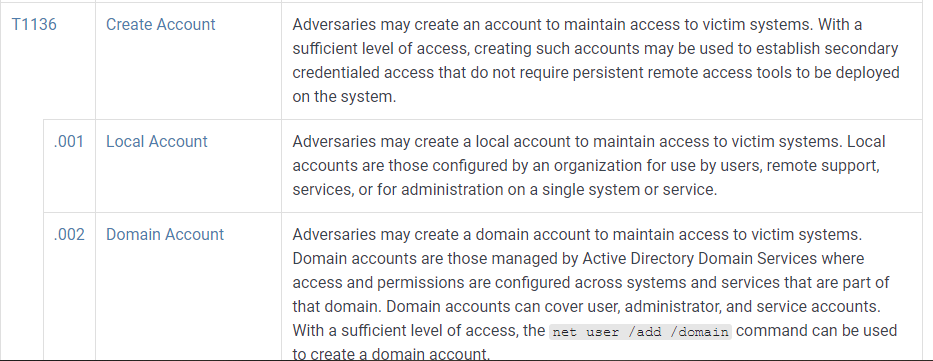 T1136 Create Account Adversaries may create an account to maintain access to victim systems. With a
sufficient level of access, creating such accounts may be used to establish secondary
credentialed access that do not require persistent remote access tools to be deployed
on the system.
.001 Local Account Adversaries may create a local account to maintain access to victim systems. Local
accounts are those configured by an organization for use by users, remote support,
services, or for administration on a single system or service.
.002 Domain Account Adversaries may create a domain account to maintain access to victim systems.
Domain accounts are those managed by Active Directory Domain Services where
access and permissions are configured across systems and services that are part of
that domain. Domain accounts can cover user, administrator, and service accounts.
With a sufficient level of access, the net user /add /domain command can be used
to create a domain account.